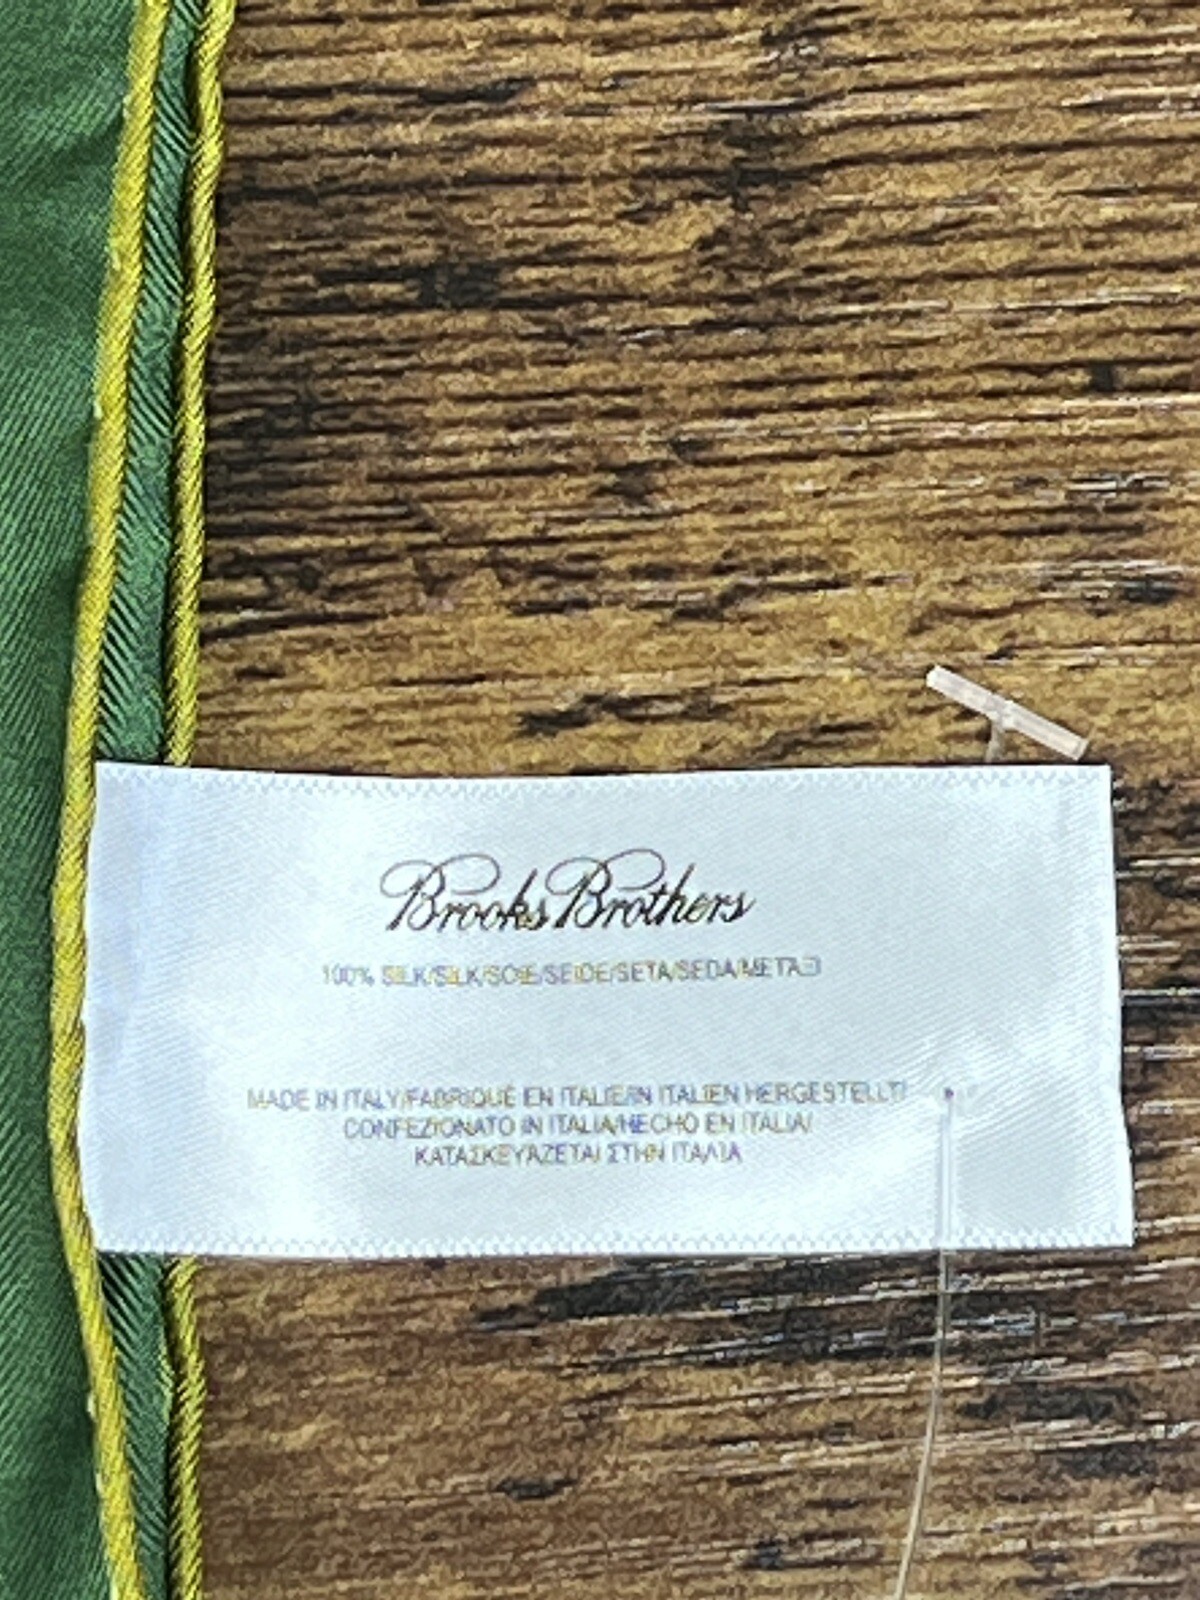 Brooks Brothers
100% SILK/SILK/SOIE/SEIDE/SETA/SEDA/ΜΕΤΑΞΙ
MADE IN ITALY/FABRIQUÉ EN ITALIE/IN ITALIEN HERGESTELLT/
CONFEZIONATO IN ITALIA/HECHO EN ITALIA/
ΚΑΤΑΣΚΕΥΑΖΕΤΑΙ ΣΤΗΝ ΙΤΑΛΙΑ